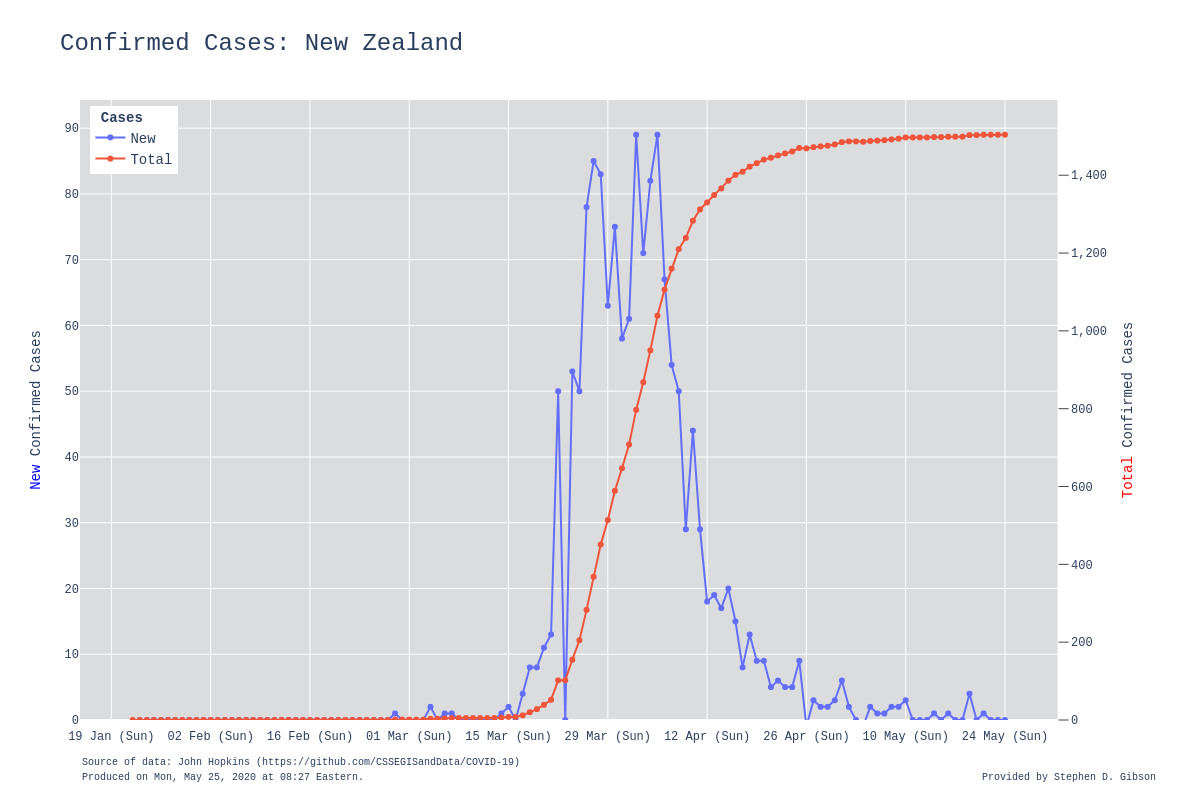 Confirmed Cases: New Zealand
Cases
New
Total
90
80
70
60
50
40
30
20
10
0
New Confirmed Cases
1,400
1,200
1,000
800
600
400
200
0
Total Confirmed Cases
19 Jan (Sun) 02 Feb (Sun) 16 Feb (Sun) 01 Mar (Sun) 15 Mar (Sun) 29 Mar (Sun) 12 Apr (Sun) 26 Apr (Sun) 10 May (Sun) 24 May (Sun)
Source of data: John Hopkins (https://github.com/CSSEGISandData/COVID-19)
Produced on Mon, May 25, 2020 at 08:27 Eastern.
Provided by Stephen D. Gibson